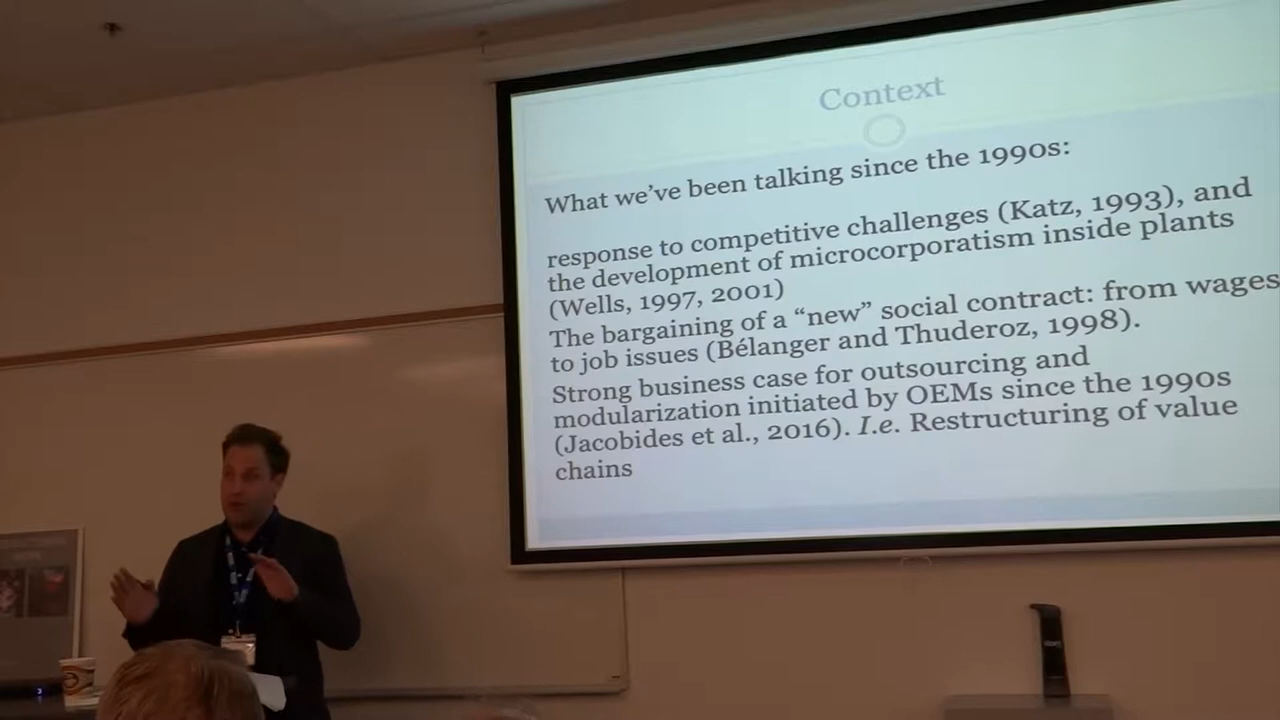 Context
What we've been talking since the 1990s:
response to competitive challenges (Katz, 1993), and
the development of microcorporatism inside plants
(Wells, 1997, 2001)
The bargaining of a “new” social contract: from wages
to job issues (Bélanger and Thuderoz, 1998).
Strong business case for outsourcing and
modularization initiated by OEMs since the 1990s
(Jacobides et al., 2016). I.e. Restructuring of value
chains